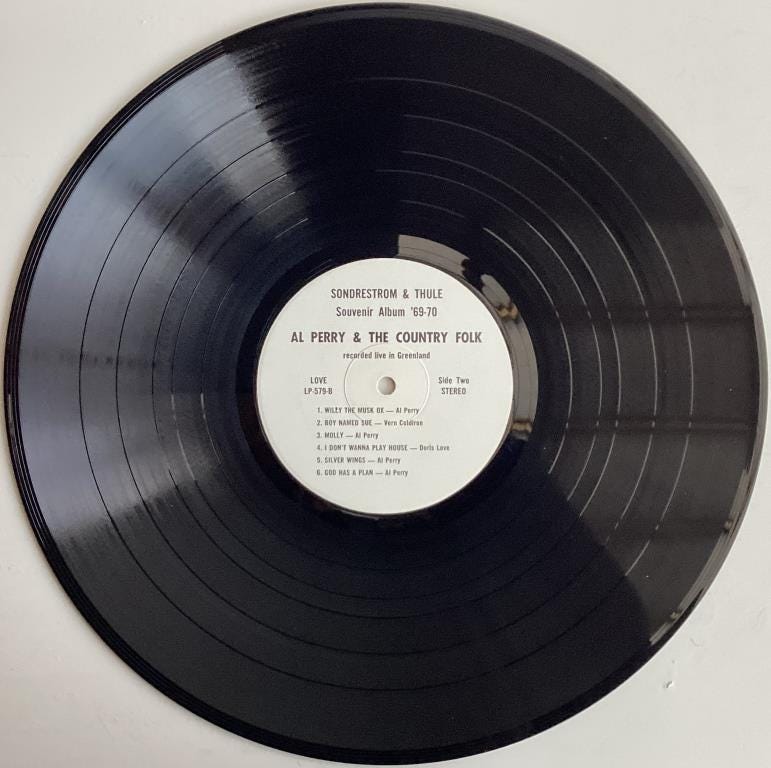 SONDRESTROM & THULE
Souvenir Album '69-70
AL PERRY & THE COUNTRY FOLK
recorded live in Greenland
LOVE
LP-579-B
Side Two
STEREO
1. WILLY THE MUSK OX — Al Perry
2. BOY NAMED SUE — Vern Coldiron
3. MOLLY — Al Perry
4. I DON'T WANNA PLAY HOUSE — Doris Love
5. SILVER WINGS — Al Perry
6. GOD HAS A PLAN — Al Perry